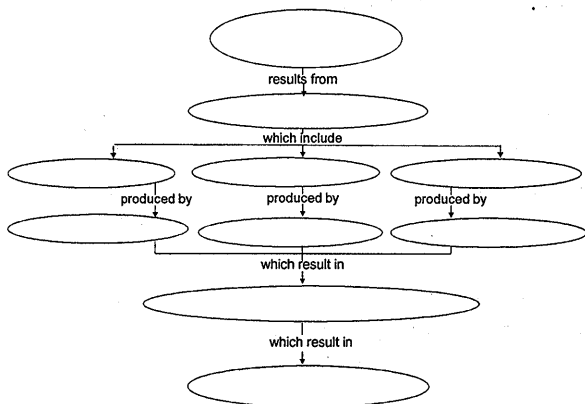 results from
which include
produced by produced by produced by
which result in
which result in